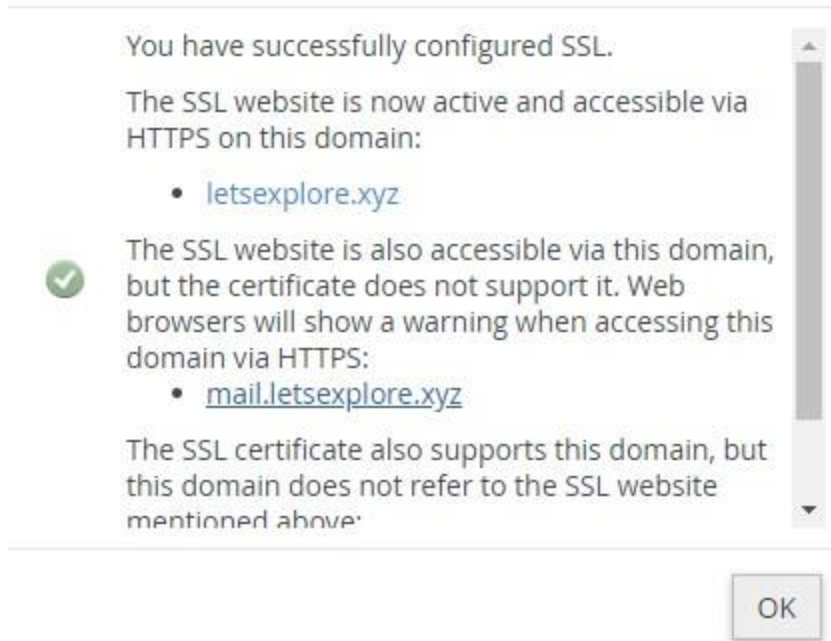 You have successfully configured SSL.
The SSL website is now active and accessible via
HTTPS on this domain:
• letsexplore.xyz
The SSL website is also accessible via this domain,
but the certificate does not support it. Web
browsers will show a warning when accessing this
domain via HTTPS:
• mail.letsexplore.xyz
The SSL certificate also supports this domain, but
this domain does not refer to the SSL website
mentioned above:
OK